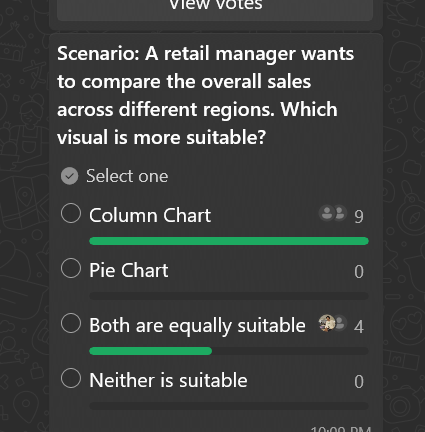 View votes
Scenario: A retail manager wants
to compare the overall sales
across different regions. Which
visual is more suitable?
Select one
Column Chart 9
Pie Chart 0
Both are equally suitable 4
Neither is suitable 0
10:09 PM